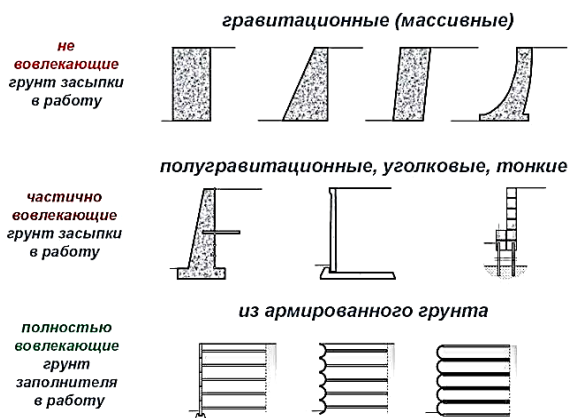 гравитационные (массивные)
не
вовлекающие
грунт засыпки
в работу
полугравитационные, уголковые, тонкие
частично
вовлекающие
грунт засыпки
в работу
из армированного грунта
полностью
вовлекающие
грунт
заполнителя
в работу